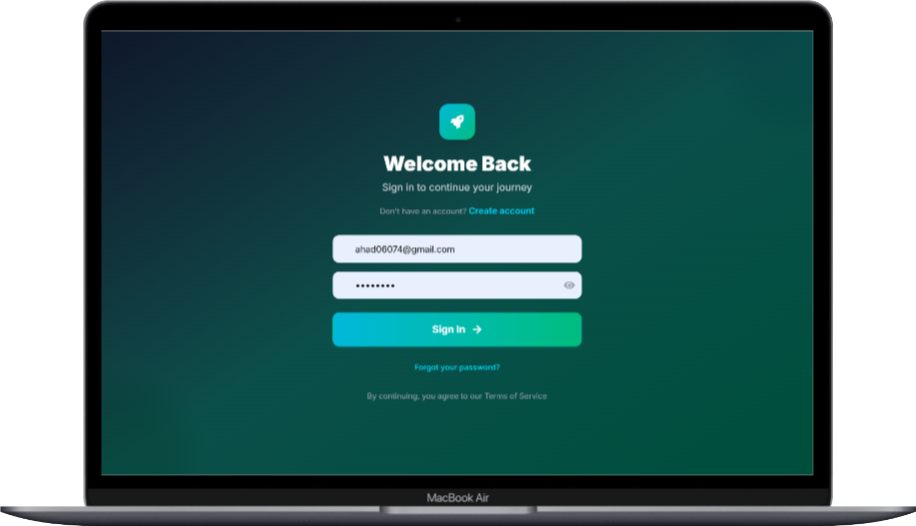 Welcome Back
Sign in to continue your journey
Don't have an account? Create account
ahad06074@gmail.com
••••••••
Sign In →
Forgot your password?
By continuing, you agree to our Terms of Service
MacBook Air